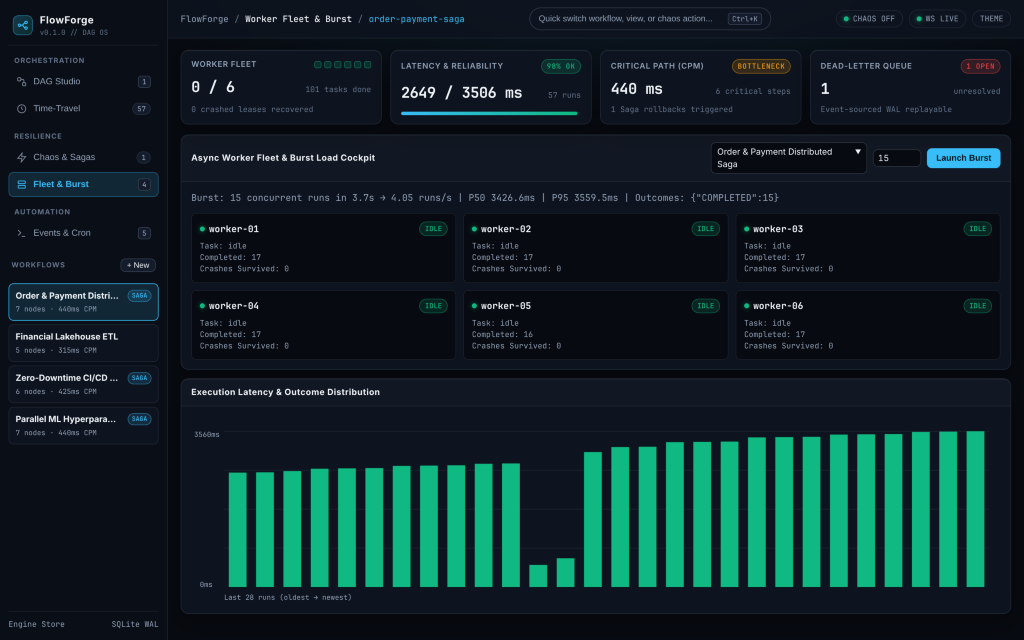 FlowForge
v0.1.0 // DAG OS
ORCHESTRATION
DAG Studio 1
Time-Travel 57
RESILIENCE
Chaos & Sagas 1
Fleet & Burst 4
AUTOMATION
Events & Cron 5
WORKFLOWS + New
Order & Payment Distri... SAGA
7 nodes · 440ms CPM
Financial Lakehouse ETL
5 nodes · 315ms CPM
Zero-Downtime CI/CD ... SAGA
6 nodes · 425ms CPM
Parallel ML Hyperpara... SAGA
7 nodes · 440ms CPM
Engine Store SQLite WAL
FlowForge / Worker Fleet & Burst / order-payment-saga
Quick switch workflow, view, or chaos action... Ctrl+K
CHAOS OFF WS LIVE THEME
WORKER FLEET
0 / 6 101 tasks done
0 crashed leases recovered
LATENCY & RELIABILITY 98% OK
2649 / 3506 ms 57 runs
CRITICAL PATH (CPM) BOTTLENECK
440 ms 6 critical steps
1 Saga rollbacks triggered
DEAD-LETTER QUEUE 1 OPEN
1 unresolved
Event-sourced WAL replayable
Async Worker Fleet & Burst Load Cockpit
Order & Payment Distributed
Saga
15 Launch Burst
Burst: 15 concurrent runs in 3.7s → 4.05 runs/s | P50 3426.6ms | P95 3559.5ms | Outcomes: {"COMPLETED":15}
worker-01 IDLE
Task: idle
Completed: 17
Crashes Survived: 0
worker-02 IDLE
Task: idle
Completed: 17
Crashes Survived: 0
worker-03 IDLE
Task: idle
Completed: 17
Crashes Survived: 0
worker-04 IDLE
Task: idle
Completed: 17
Crashes Survived: 0
worker-05 IDLE
Task: idle
Completed: 16
Crashes Survived: 0
worker-06 IDLE
Task: idle
Completed: 17
Crashes Survived: 0
Execution Latency & Outcome Distribution
3560ms
0ms
Last 28 runs (oldest → newest)